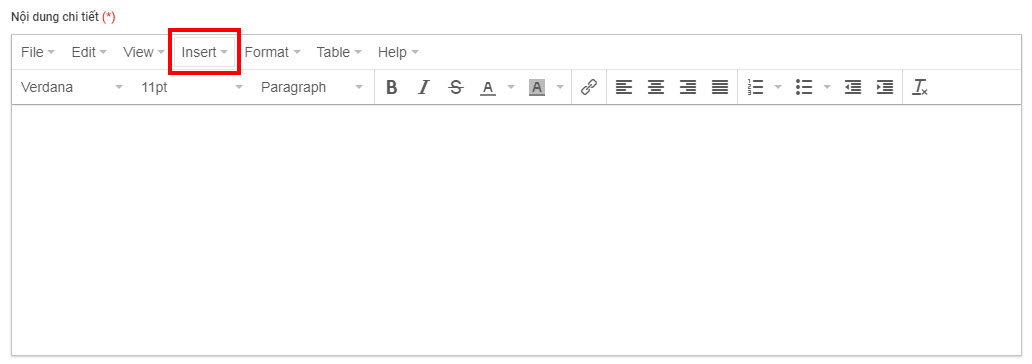 Nội dung chi tiết (*)
File Edit View Insert Format Table Help
Verdana 11pt Paragraph B I S A A